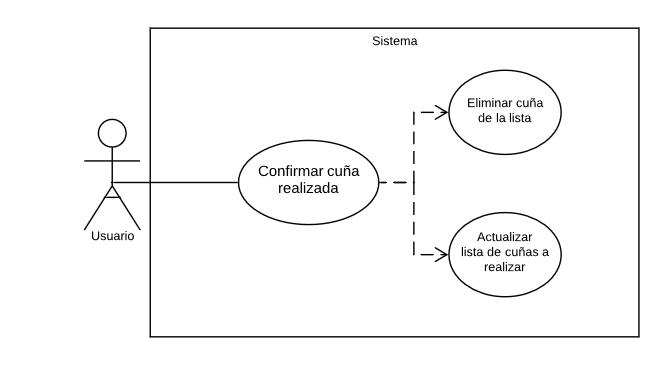 Sistema
Eliminar cuña
de la lista
Confirmar cuña
realizada
Usuario
Actualizar
lista de cuñas a
realizar